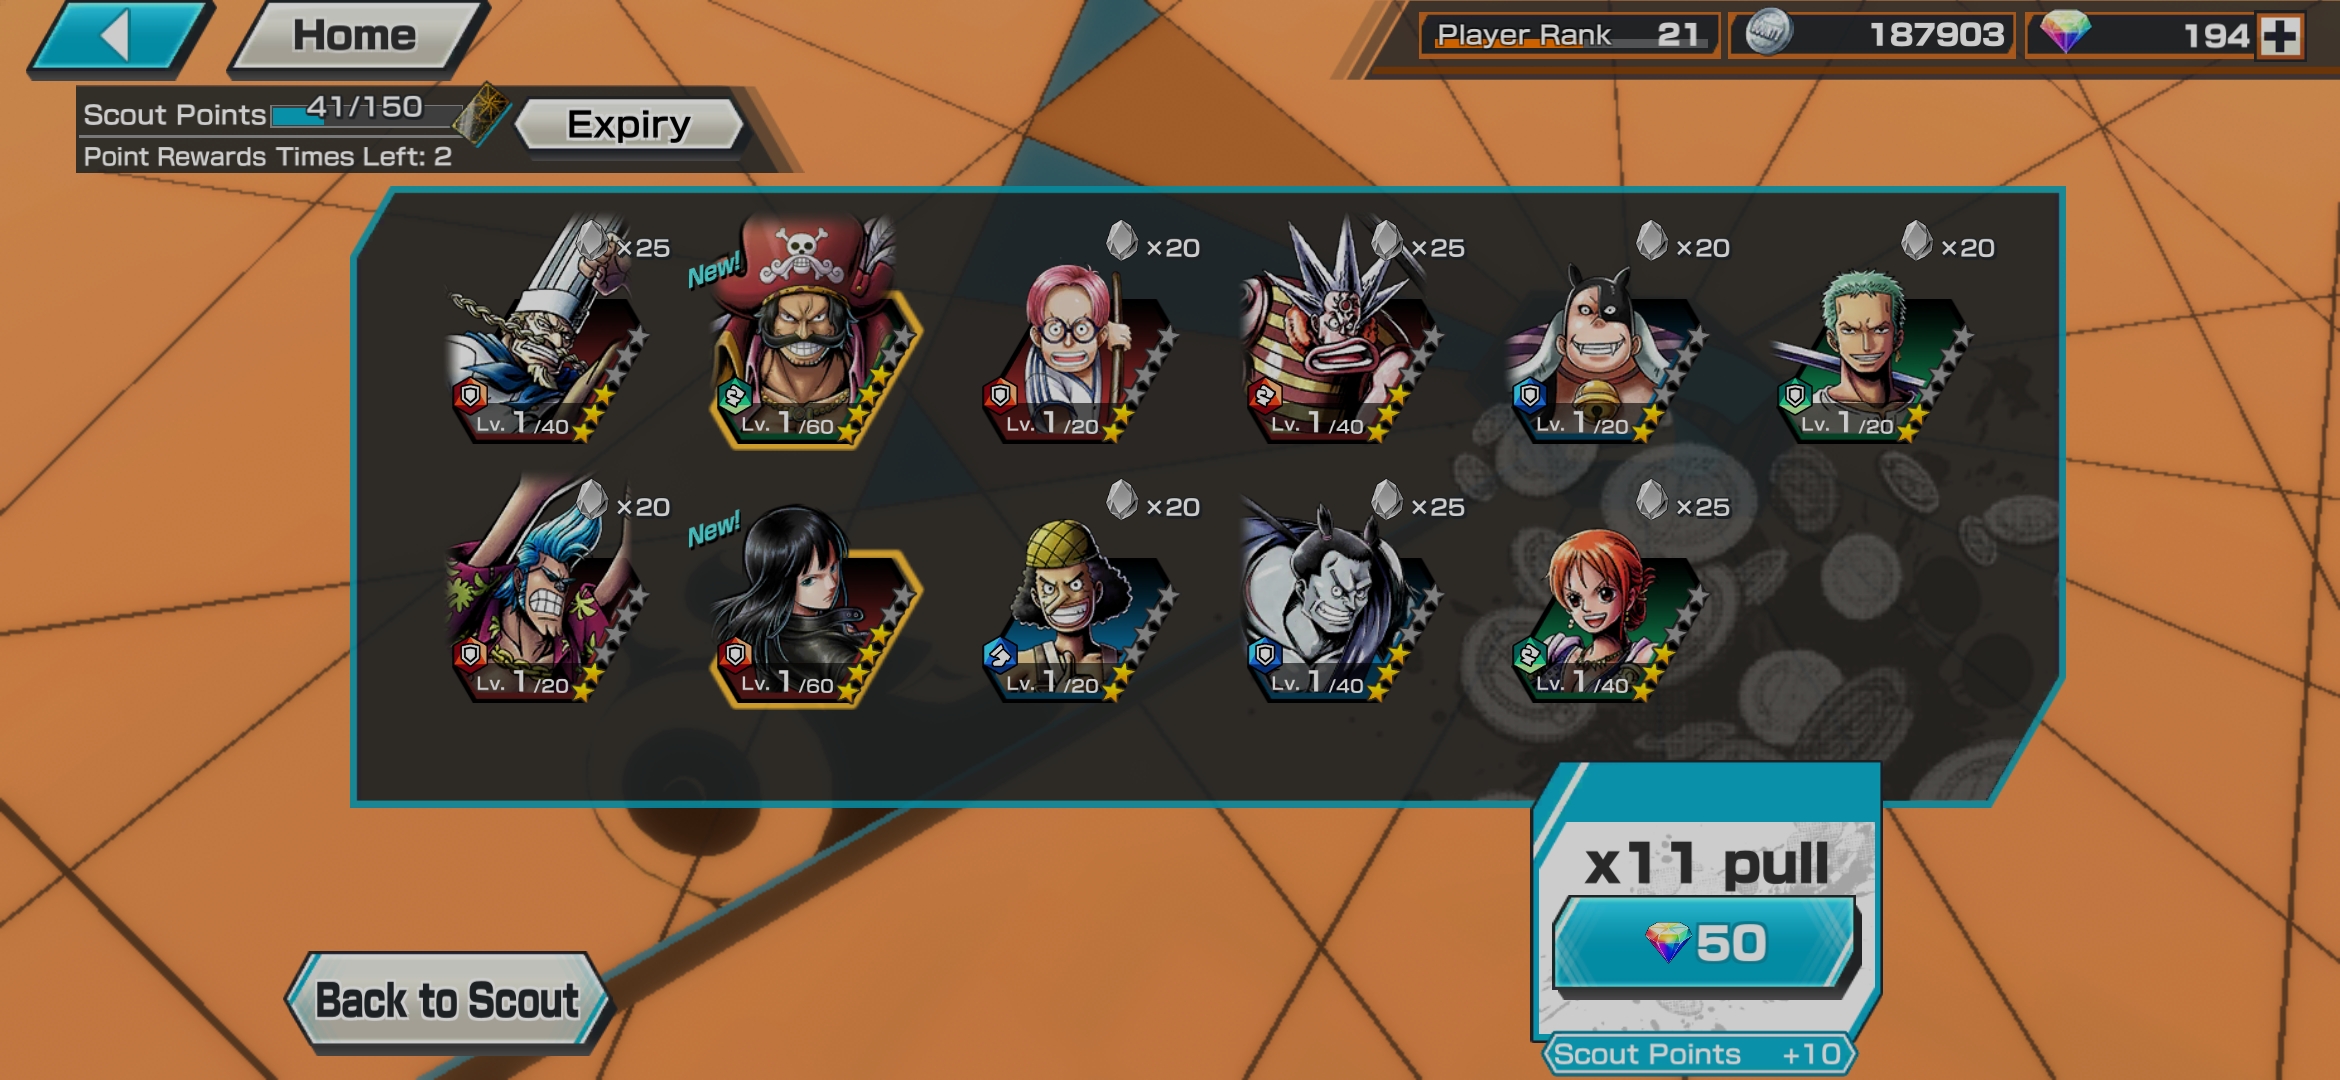 Home
Player Rank 21
187903
194
Scout Points 41/150
Expiry
Point Rewards Times Left: 2
×25
New!
×20
×25
×20
×20
Lv. 1/40
Lv. 1/60
Lv. 1/20
Lv. 1/40
Lv. 1/20
Lv. 1/20
×20
New!
×20
×25
×25
Lv. 1/20
Lv. 1/60
Lv. 1/20
Lv. 1/40
Lv. 1/40
x11 pull
50
Back to Scout
Scout Points +10